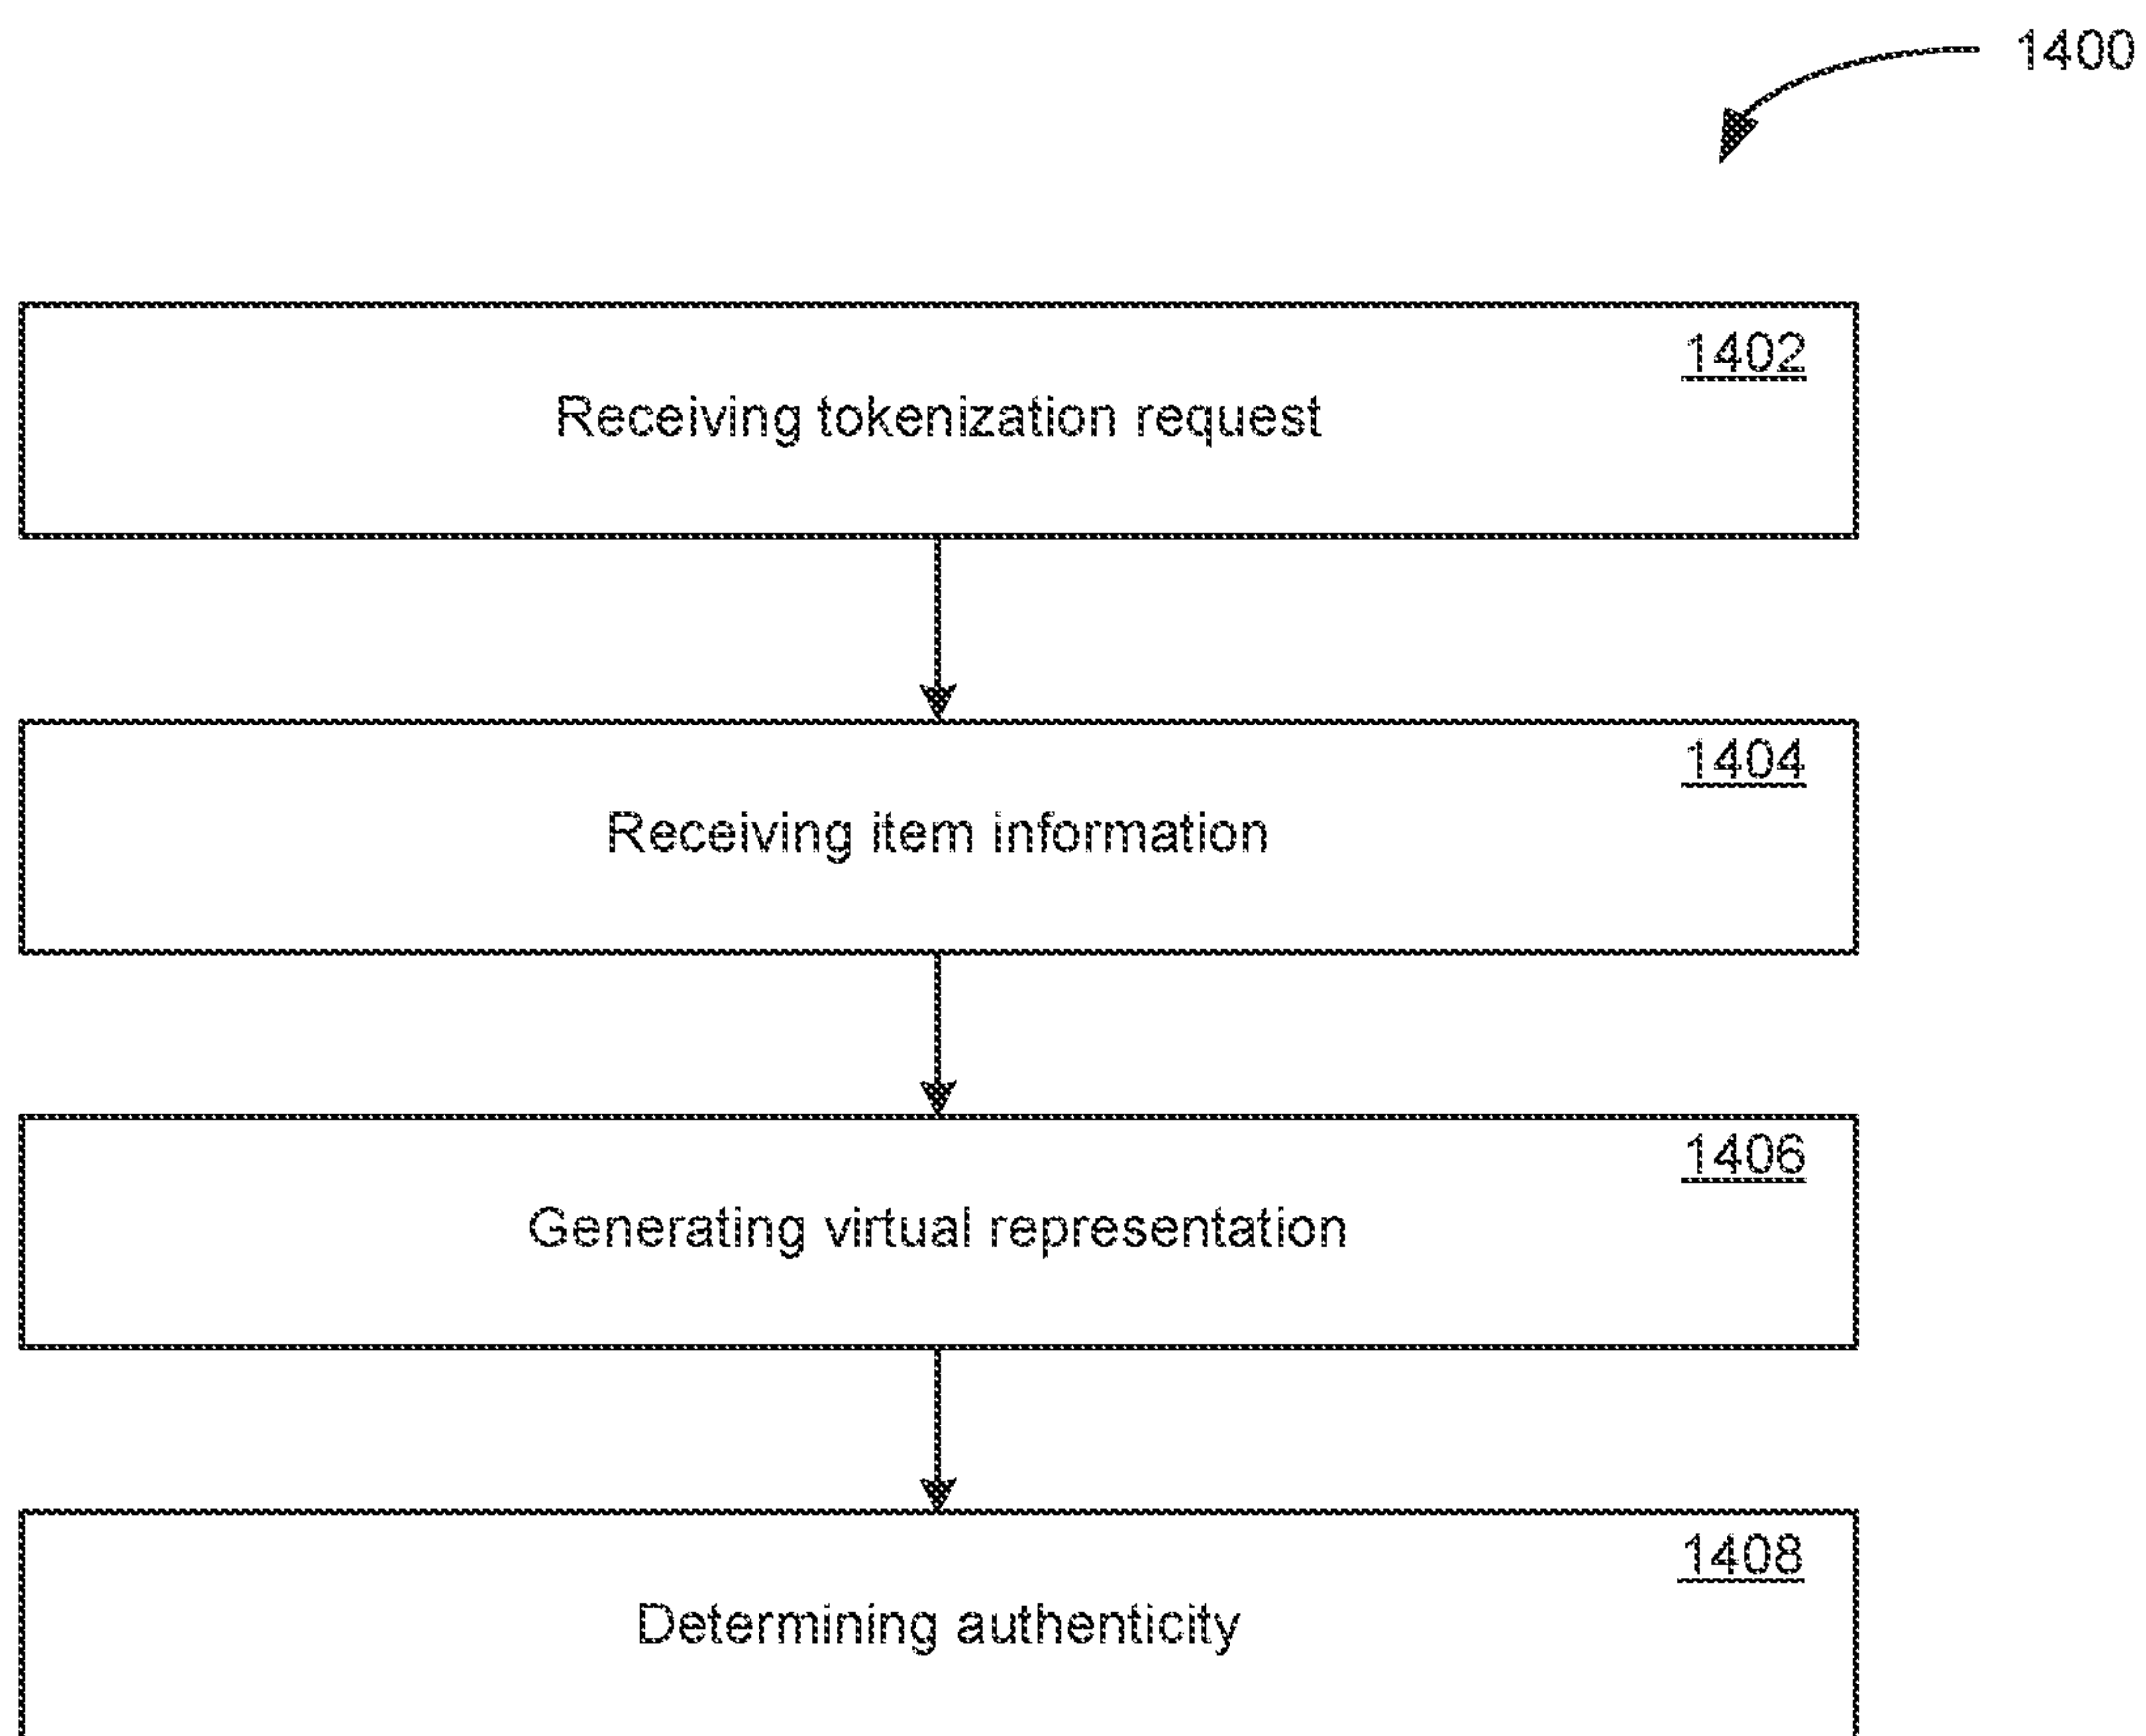 1400
1402
Receiving tokenization request
1404
Receiving item information
1406
Generating virtual representation
1408
Determining authenticity